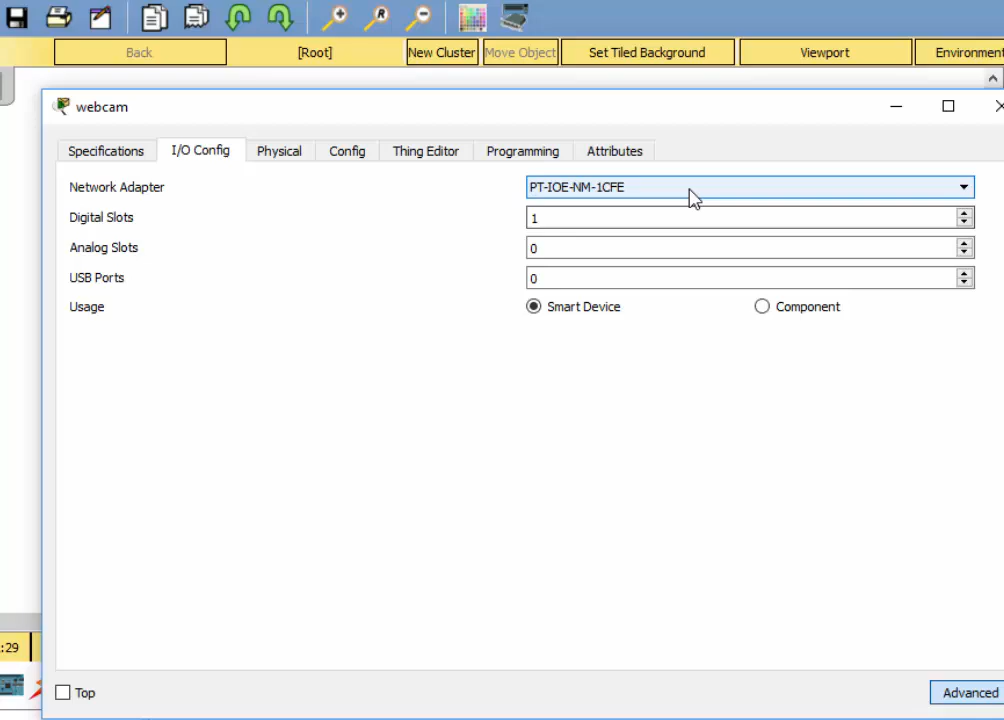 R
Back [Root] New Cluster Move Object Set Tiled Background Viewport Environment
webcam
Specifications I/O Config Physical Config Thing Editor Programming Attributes
Network Adapter PT-IOE-NM-1CFE
Digital Slots 1
Analog Slots 0
USB Ports 0
Usage Smart Device Component
:29
Top Advanced